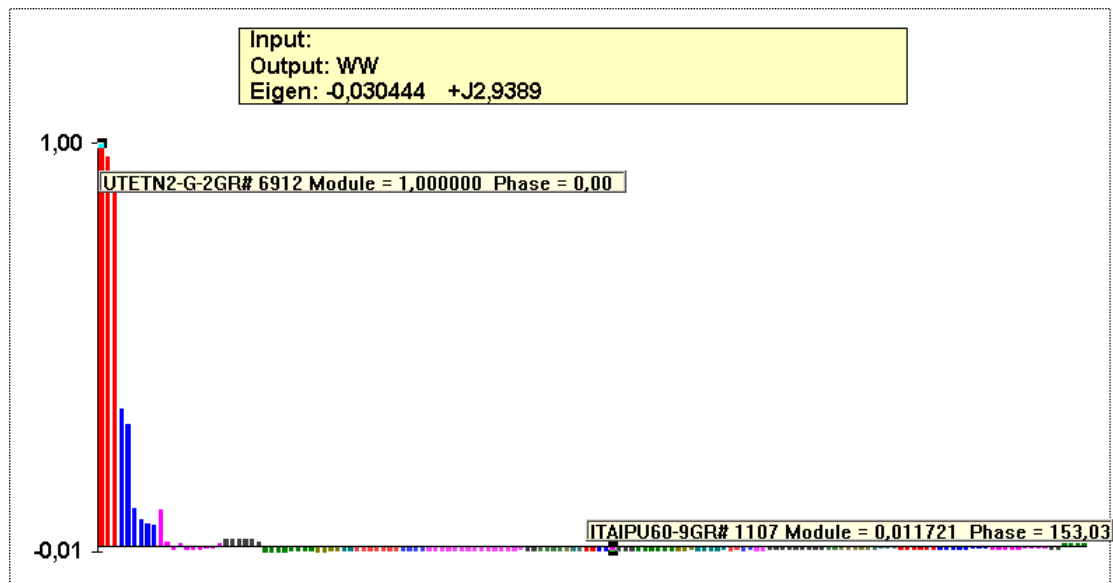 Input:
Output: WW
Eigen: -0,030444 +J2,9389
1,00
UTETN2-G-2GR# 6912 Module = 1,000000 Phase = 0,00
ITAIPU60-9GR# 1107 Module = 0,011721 Phase = 153,03
-0,01